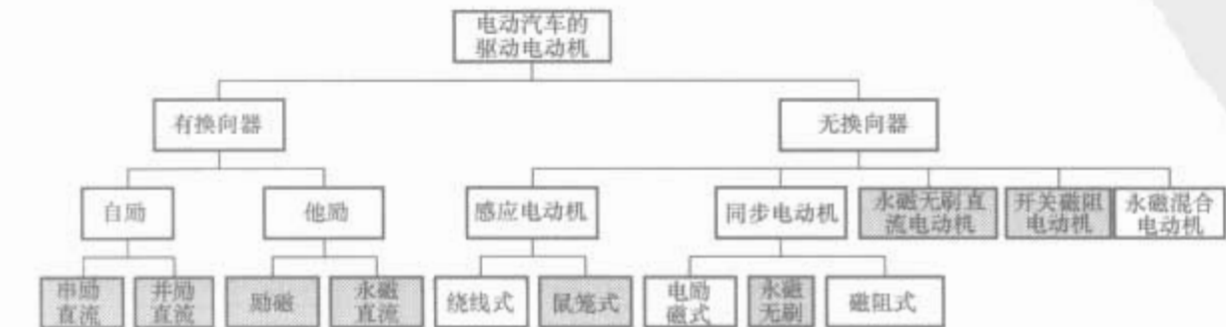 电动汽车的
驱动电动机
有换向器
无换向器
自励
他励
感应电动机
同步电动机
永磁无刷直
流电动机
开关磁阻
电动机
永磁混合
电动机
串励
直流
并励
直流
励磁
永磁
直流
绕线式
鼠笼式
电励
磁式
永磁
无刷
磁阻式